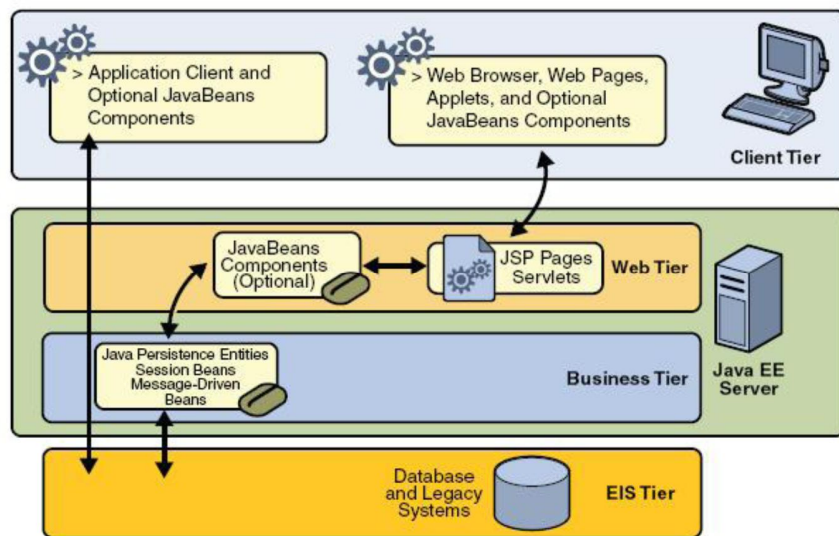 > Application Client and
Optional JavaBeans
Components
> Web Browser, Web Pages,
Applets, and Optional
JavaBeans Components
Client Tier
JavaBeans
Components
(Optional)
JSP Pages
Servlets
Web Tier
Java Persistence Entities
Session Beans
Message-Driven
Beans
Business Tier
Java EE
Server
Database
and Legacy
Systems
EIS Tier